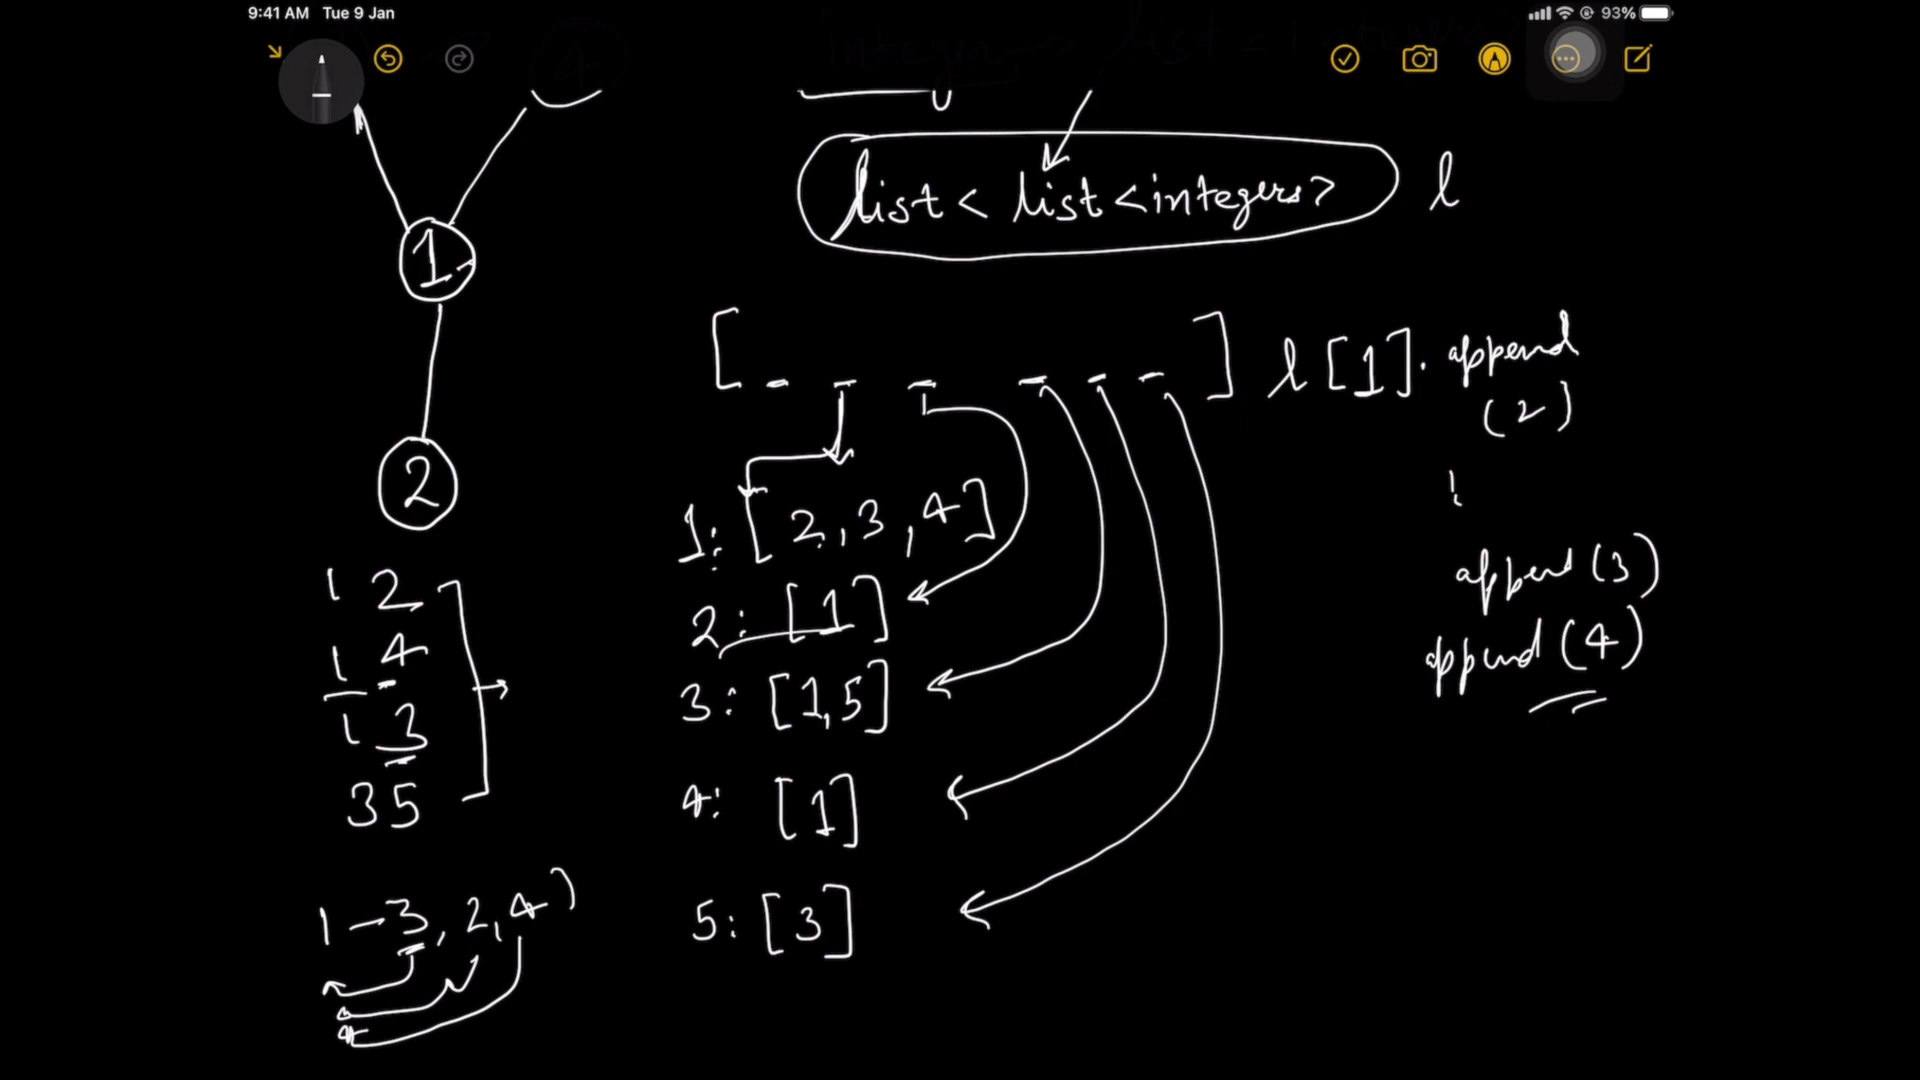 9:41 AM Tue 9 Jan
93%
4
integer
list < list <integers>
l
1
[ - - - - - - ] l [1]. append
(2)
2
1: [2,3,4]
append (3)
2: [1]
append (4)
1 2
1 4
1 3
3 5
3: [1,5]
4: [1]
1 - 3, 2, 4)
5: [3]